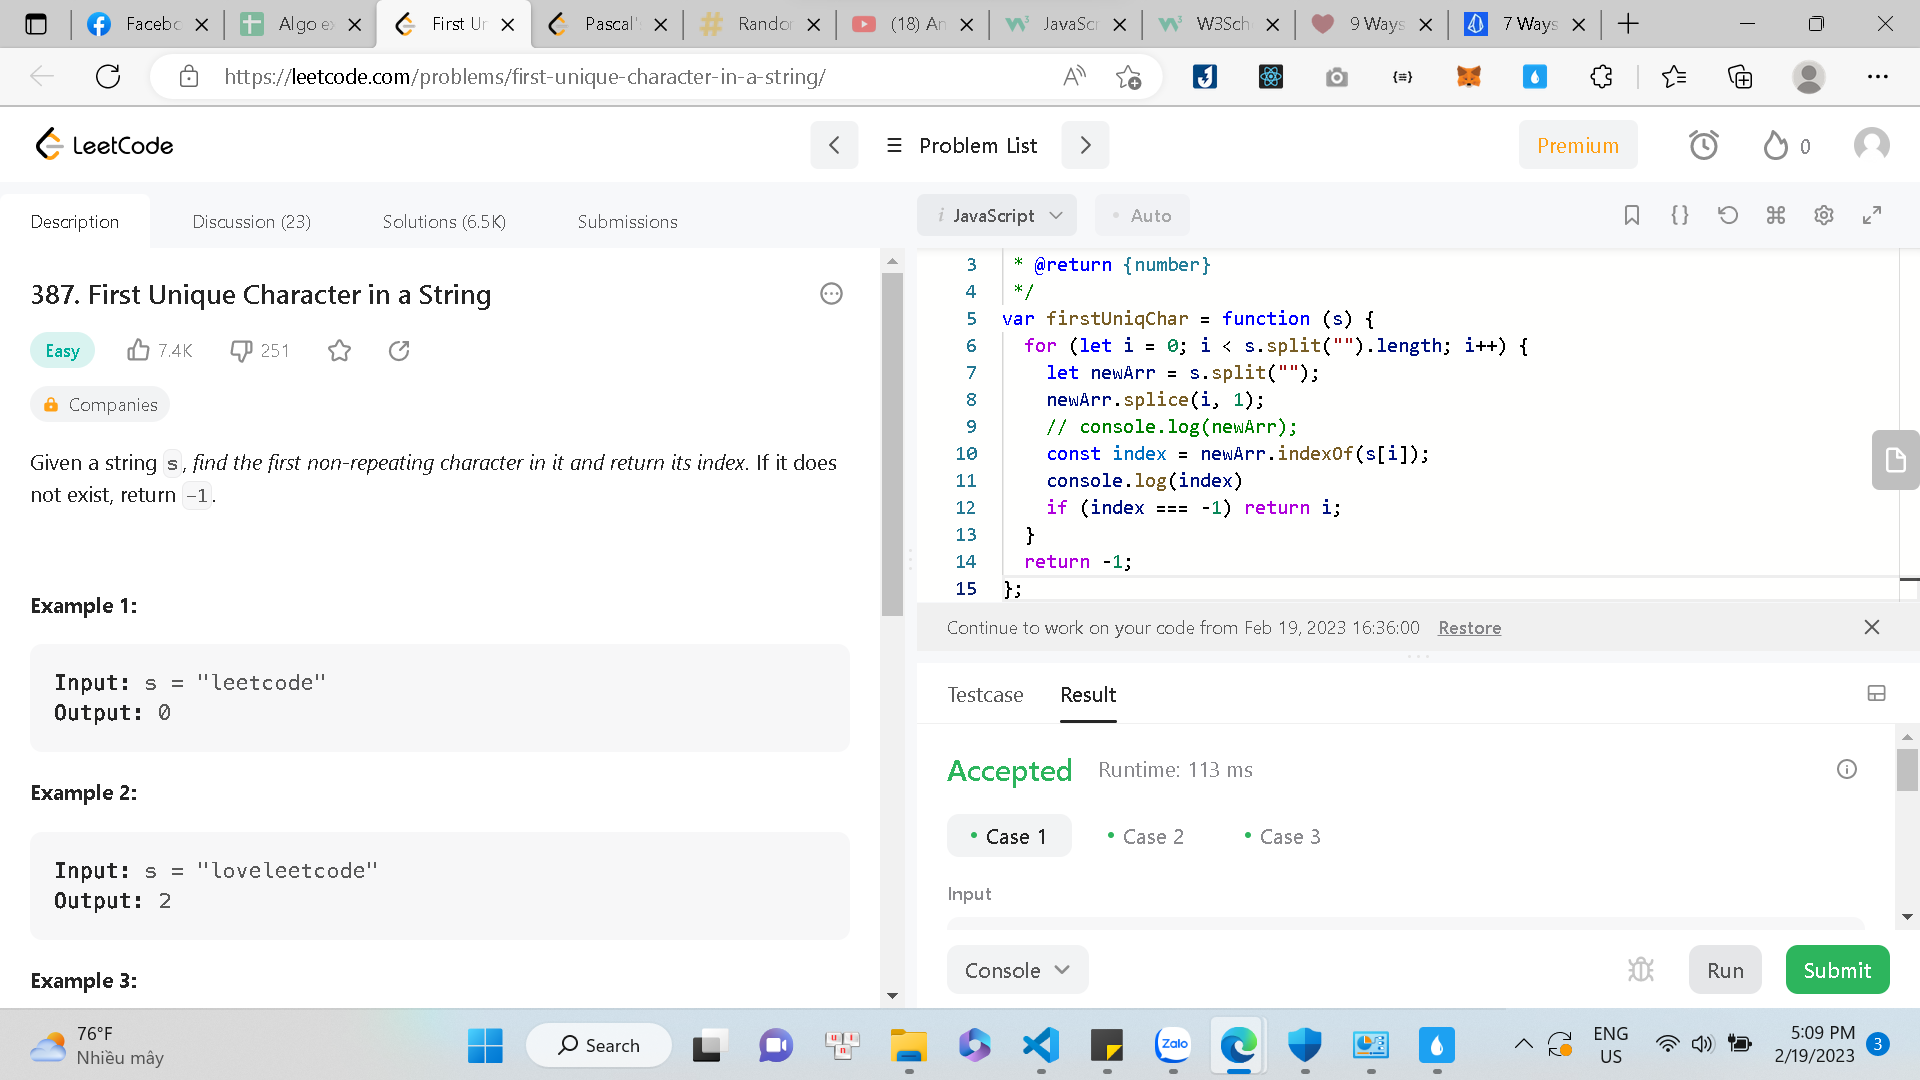 Facebc
Algo ex
First Ur
Pascal'
Randor
(18) An
JavaScr
W3Sch
9 Ways
7 Ways
https://leetcode.com/problems/first-unique-character-in-a-string/
LeetCode
Problem List
Premium
0
Description
Discussion (23)
Solutions (6.5K)
Submissions
i JavaScript
• Auto
387. First Unique Character in a String
Easy
7.4K
251
Companies
Given a string s, find the first non-repeating character in it and return its index. If it does
not exist, return -1.
Example 1:
Input: s = "leetcode"
Output: 0
Example 2:
Input: s = "loveleetcode"
Output: 2
Example 3:
3 * @return {number}
4 */
5 var firstUniqChar = function (s) {
6 for (let i = 0; i < s.split("").length; i++) {
7 let newArr = s.split("");
8 newArr.splice(i, 1);
9 // console.log(newArr);
10 const index = newArr.indexOf(s[i]);
11 console.log(index)
12 if (index === -1) return i;
13 }
14 return -1;
15 };
Continue to work on your code from Feb 19, 2023 16:36:00 Restore
Testcase
Result
Accepted
Runtime: 113 ms
• Case 1
• Case 2
• Case 3
Input
Console
Run
Submit
76°F
Nhiều mây
Search
Zalo
ENG
US
5:09 PM
2/19/2023
3